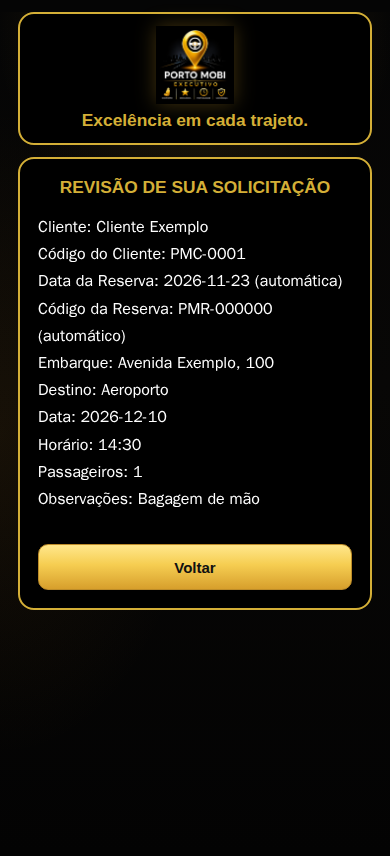 PORTO MOBI
EXECUTIVO
Excelência em cada trajeto.
REVISÃO DE SUA SOLICITAÇÃO
Cliente: Cliente Exemplo
Código do Cliente: PMC-0001
Data da Reserva: 2026-11-23 (automática)
Código da Reserva: PMR-000000
(automático)
Embarque: Avenida Exemplo, 100
Destino: Aeroporto
Data: 2026-12-10
Horário: 14:30
Passageiros: 1
Observações: Bagagem de mão
Voltar